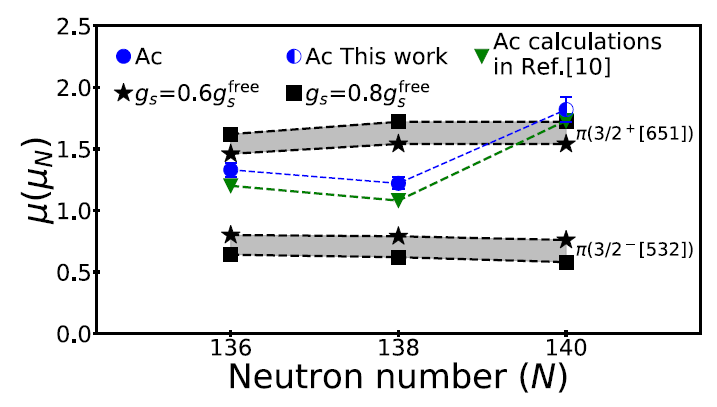 2.5
2.0
1.5
1.0
0.5
0.0
μ(μ_N)
Ac
Ac This work
Ac calculations
in Ref.[10]
g_s=0.6g_s^free
g_s=0.8g_s^free
π(3/2⁺[651])
π(3/2⁻[532])
136
138
140
Neutron number (N)